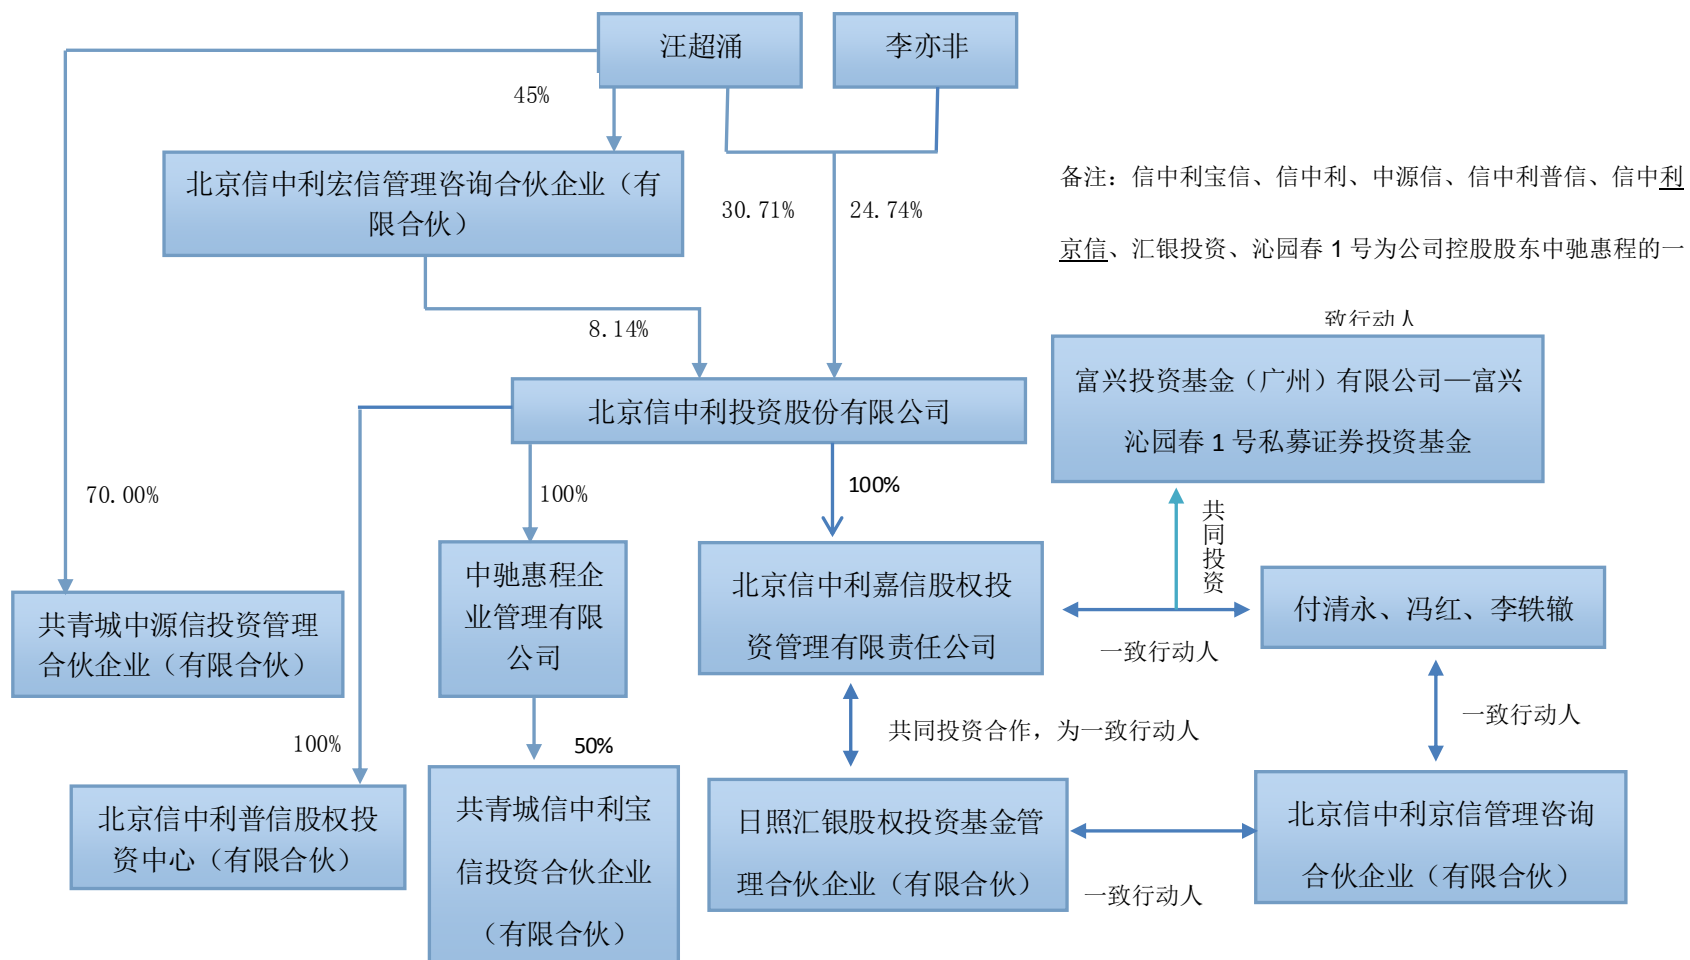 汪超涌
李亦非
45%
北京信中利宏信管理咨询合伙企业（有
限合伙）
30.71%
24.74%
备注：信中利宝信、信中利、中源信、信中利普信、信中利
京信、汇银投资、沁园春 1 号为公司控股股东中驰惠程的一
致行动人
8.14%
富兴投资基金（广州）有限公司—富兴
沁园春 1 号私募证券投资基金
北京信中利投资股份有限公司
70.00%
100%
100%
共同投资
共青城中源信投资管理
合伙企业（有限合伙）
中驰惠程企
业管理有限
公司
北京信中利嘉信股权投
资管理有限责任公司
一致行动人
付清永、冯红、李轶辙
100%
50%
共同投资合作，为一致行动人
一致行动人
北京信中利普信股权投
资中心（有限合伙）
共青城信中利宝
信投资合伙企业
（有限合伙）
日照汇银股权投资基金管
理合伙企业（有限合伙）
一致行动人
北京信中利京信管理咨询
合伙企业（有限合伙）